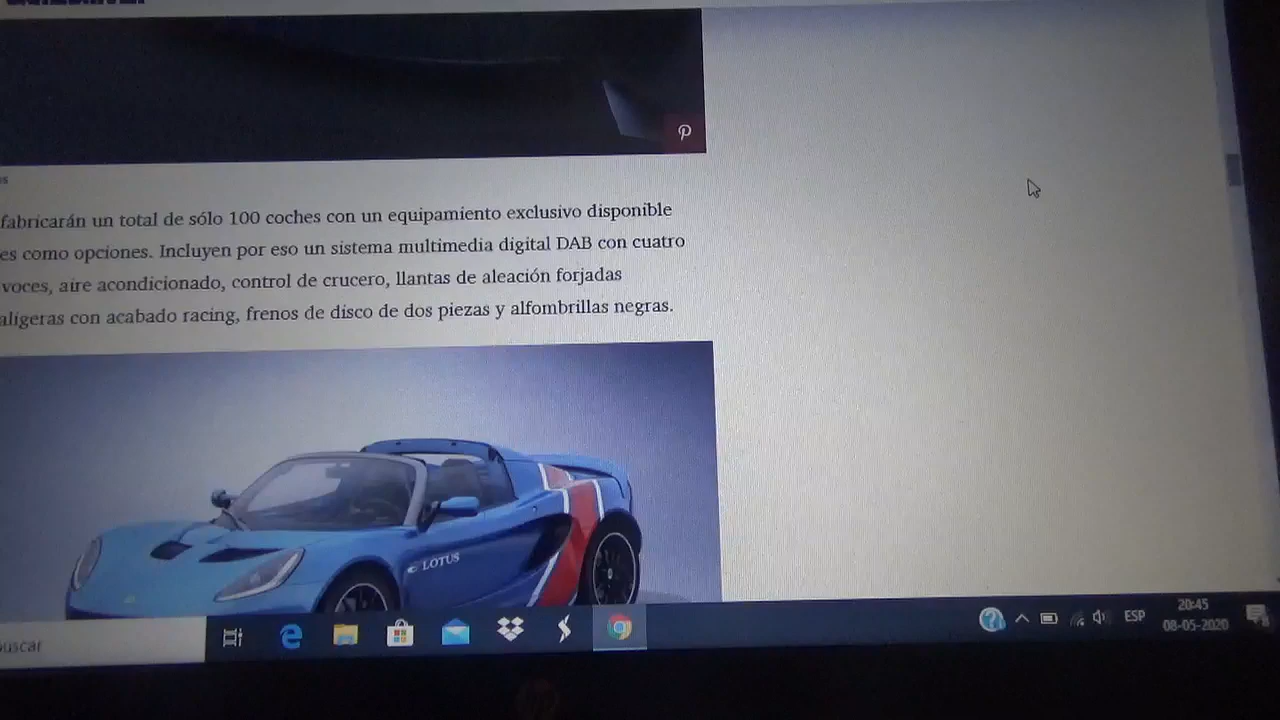 fabricarán un total de sólo 100 coches con un equipamiento exclusivo disponible
es como opciones. Incluyen por eso un sistema multimedia digital DAB con cuatro
voces, aire acondicionado, control de crucero, llantas de aleación forjadas
aligeras con acabado racing, frenos de disco de dos piezas y alfombrillas negras.
LOTUS
uscar
ESP
20:45
08-05-2020